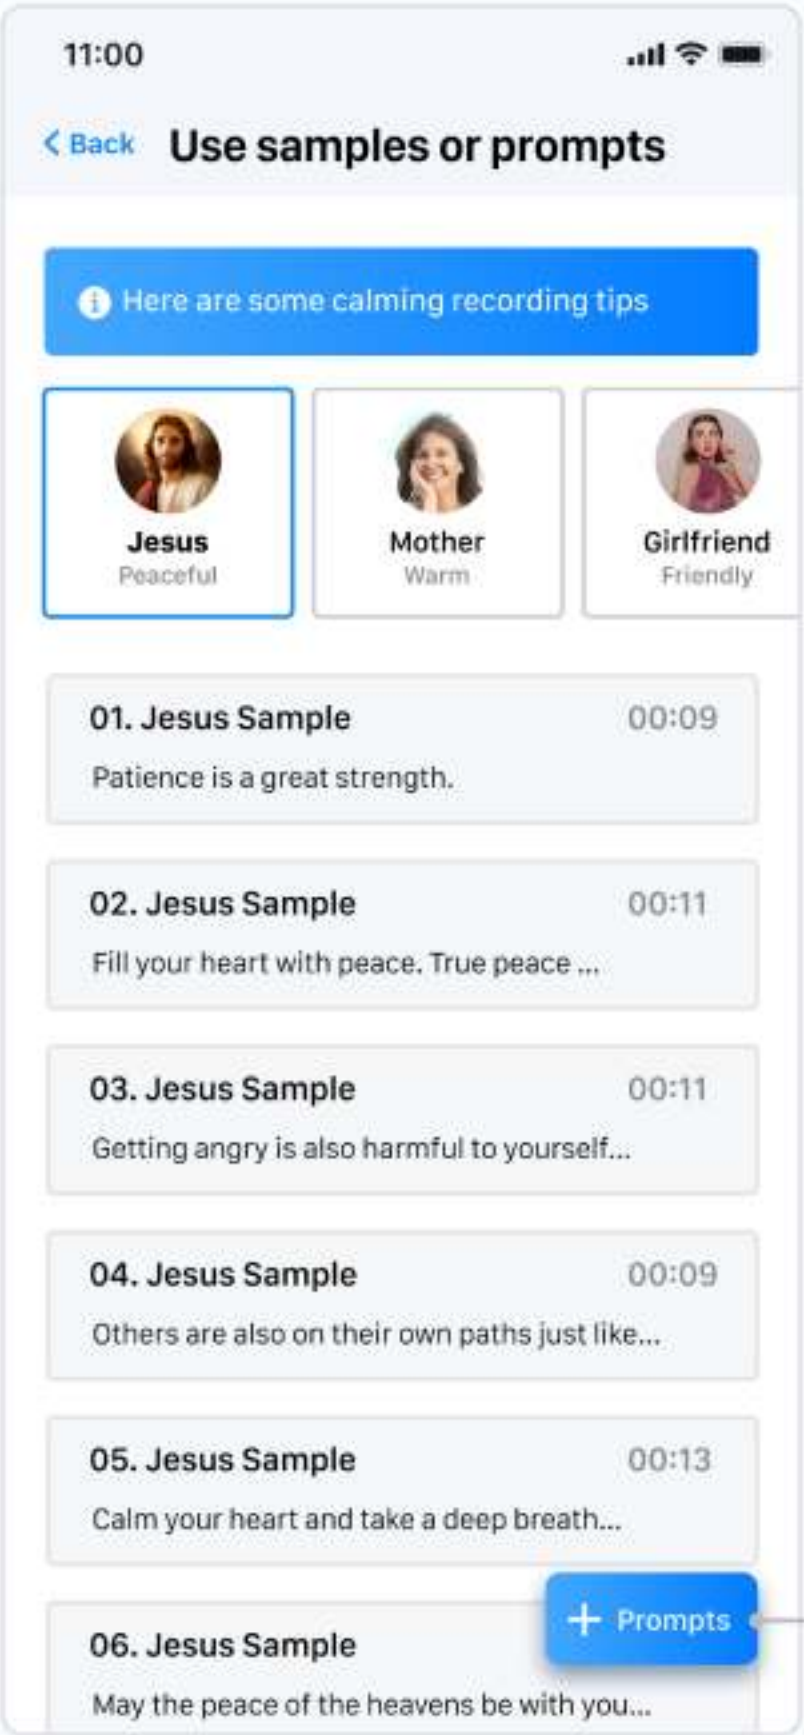 11:00
Back Use samples or prompts
Here are some calming recording tips
Jesus Mother Girlfriend
Peaceful Warm Friendly
01. Jesus Sample 00:09
Patience is a great strength.
02. Jesus Sample 00:11
Fill your heart with peace. True peace ...
03. Jesus Sample 00:11
Getting angry is also harmful to yourself...
04. Jesus Sample 00:09
Others are also on their own paths just like...
05. Jesus Sample 00:13
Calm your heart and take a deep breath...
+ Prompts
06. Jesus Sample
May the peace of the heavens be with you...